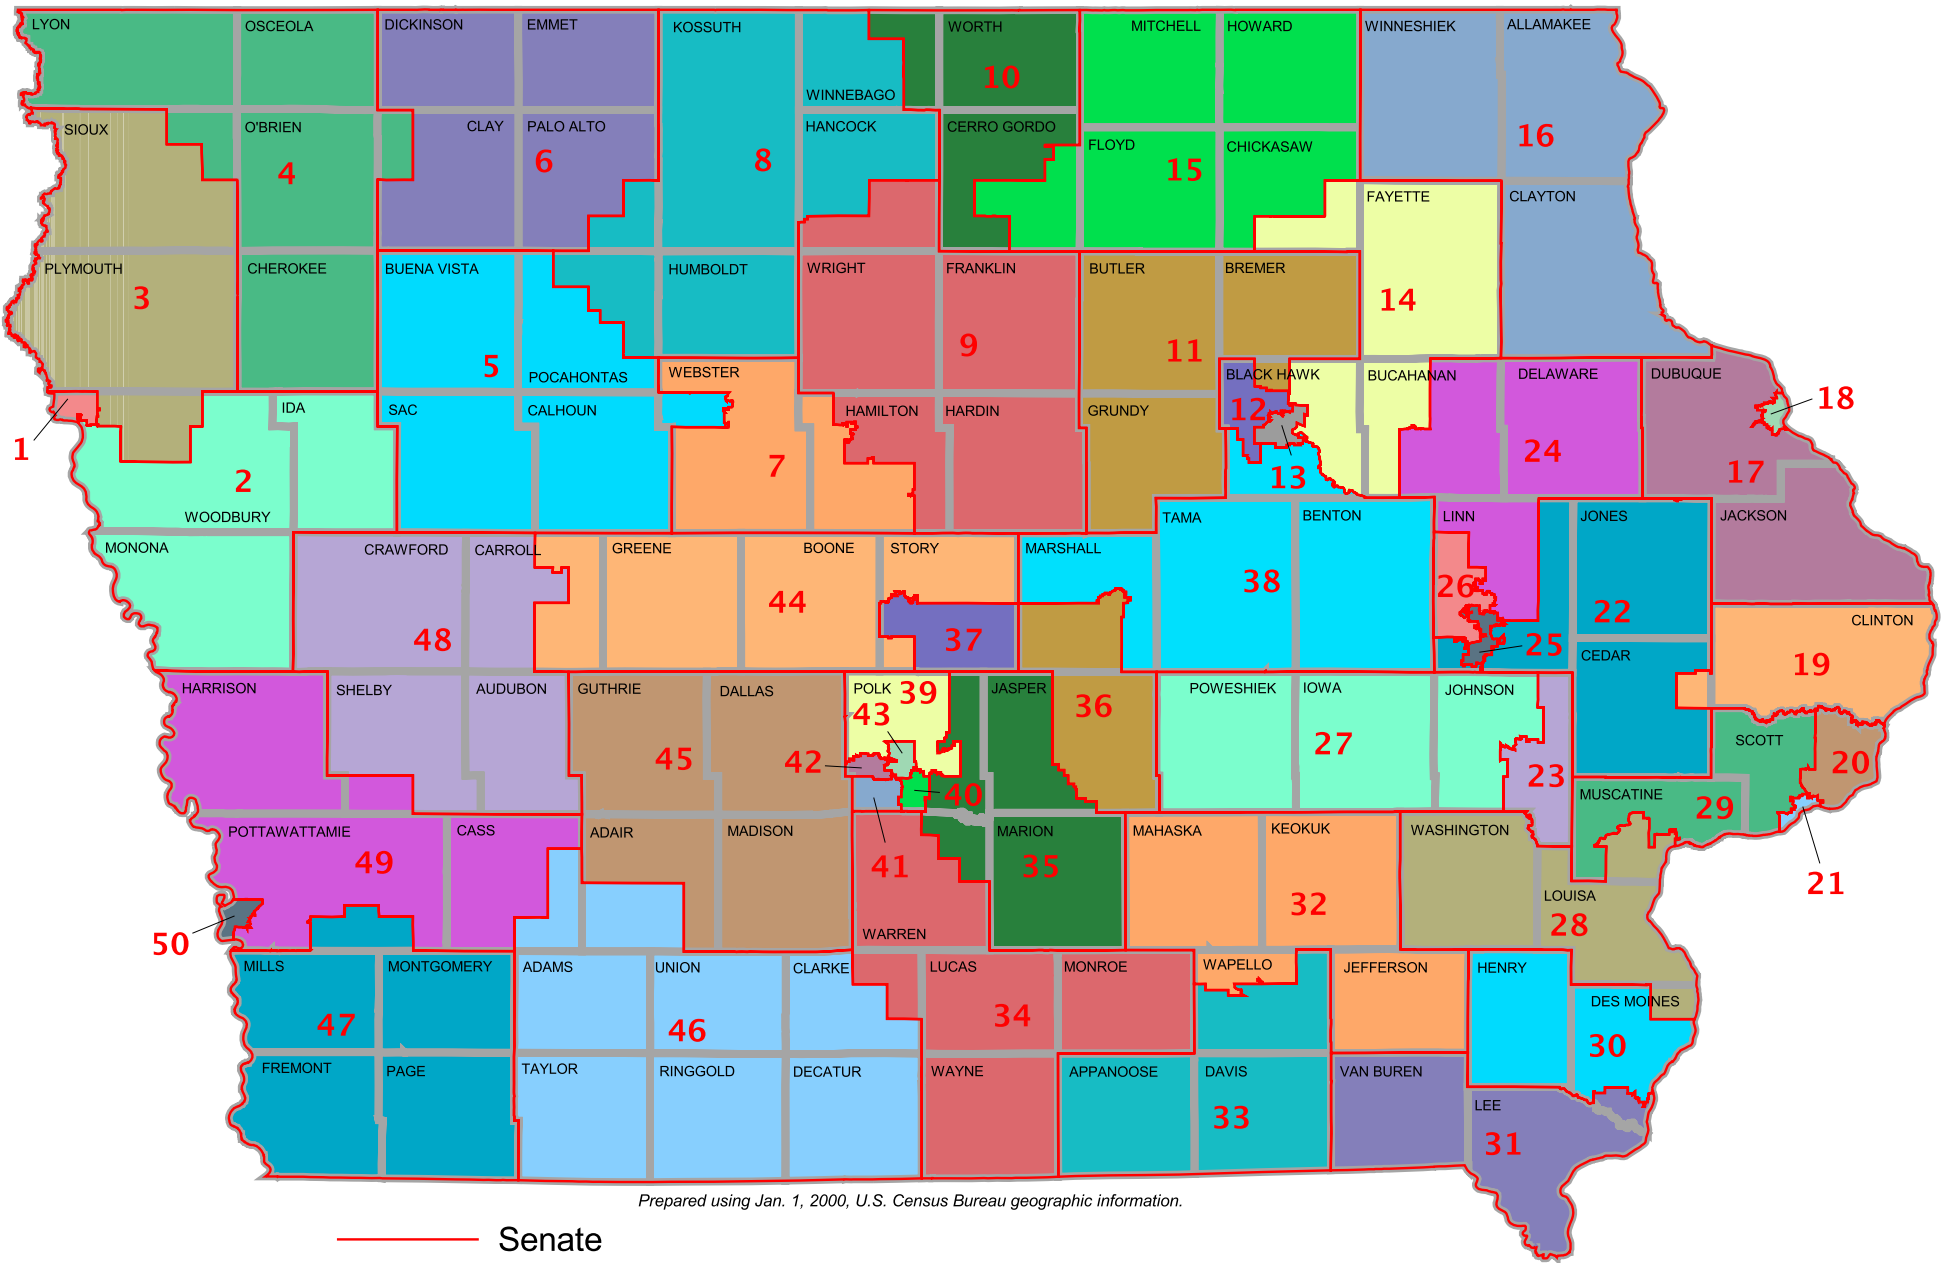 LYON
OSCEOLA
DICKINSON
EMMET
KOSSUTH
WORTH
MITCHELL
HOWARD
WINNESHIEK
ALLAMAKEE
10
WINNEBAGO
SIOUX
O'BRIEN
CLAY
PALO ALTO
HANCOCK
CERRO GORDO
FLOYD
CHICKASAW
16
4
6
8
15
FAYETTE
CLAYTON
PLYMOUTH
CHEROKEE
BUENA VISTA
HUMBOLDT
WRIGHT
FRANKLIN
BUTLER
BREMER
3
14
5
9
11
POCAHONTAS
WEBSTER
BLACK HAWK
BUCAHANAN
DELAWARE
DUBUQUE
18
IDA
SAC
CALHOUN
HAMILTON
HARDIN
GRUNDY
12
1
2
7
13
24
17
WOODBURY
TAMA
BENTON
LINN
JONES
JACKSON
MONONA
CRAWFORD
CARROLL
GREENE
BOONE
STORY
MARSHALL
38
26
44
22
CLINTON
48
37
25
CEDAR
19
HARRISON
SHELBY
AUDUBON
GUTHRIE
DALLAS
POLK
39
JASPER
POWESHIEK
IOWA
JOHNSON
43
36
45
42
27
SCOTT
20
23
40
MUSCATINE
29
POTTAWATTAMIE
CASS
ADAIR
MADISON
MARION
MAHASKA
KEOKUK
WASHINGTON
49
41
35
21
LOUISA
32
28
50
WARREN
MILLS
MONTGOMERY
ADAMS
UNION
CLARKE
LUCAS
MONROE
WAPELLO
JEFFERSON
HENRY
DES MOINES
47
46
34
30
FREMONT
PAGE
TAYLOR
RINGGOLD
DECATUR
WAYNE
APPANOOSE
DAVIS
VAN BUREN
LEE
33
31
Prepared using Jan. 1, 2000, U.S. Census Bureau geographic information.
Senate